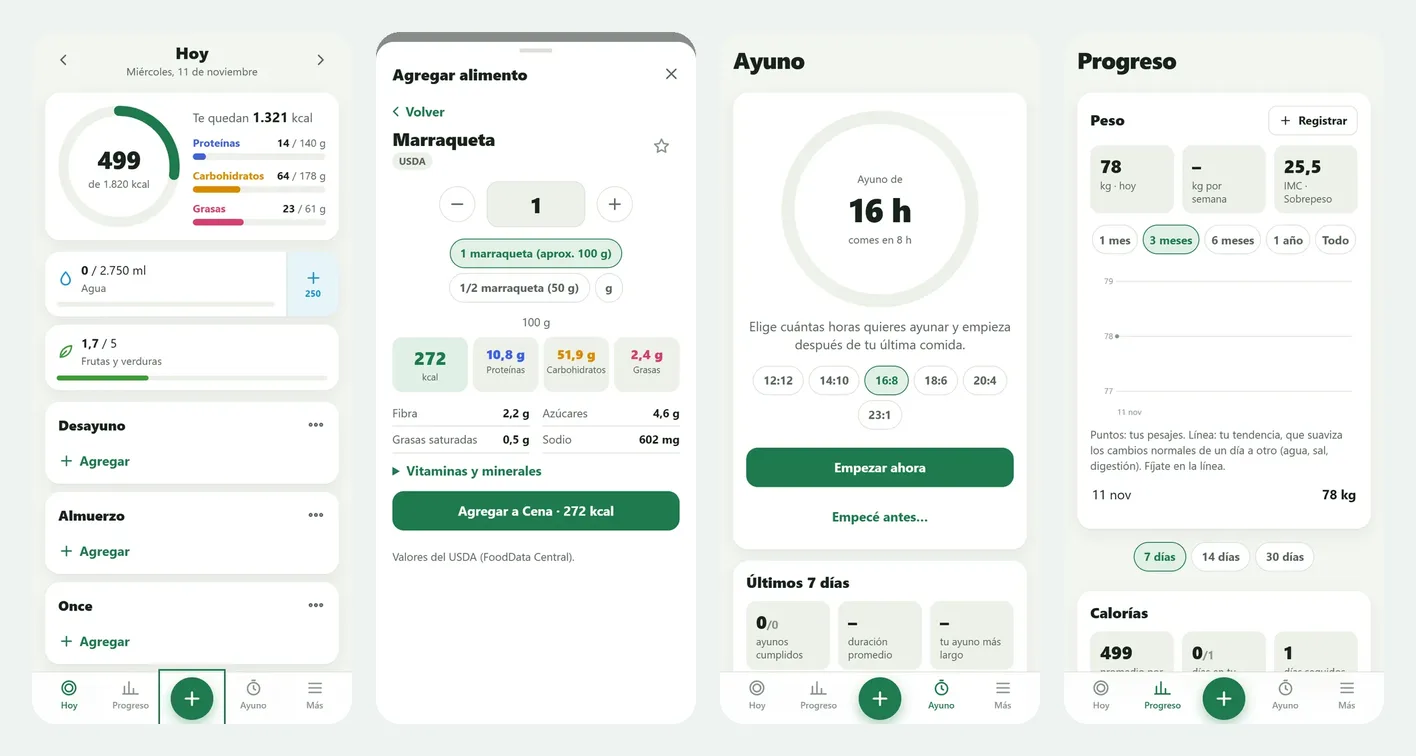 Hoy
Miércoles, 11 de noviembre
499
de 1.820 kcal
Te quedan 1.321 kcal
Proteínas 14 / 140 g
Carbohidratos 64 / 178 g
Grasas 23 / 61 g
0 / 2.750 ml
Agua
+
250
1,7 / 5
Frutas y verduras
Desayuno
+ Agregar
Almuerzo
+ Agregar
Once
+ Agregar
Hoy Progreso + Ayuno Más
Agregar alimento
Volver
Marraqueta
USDA
− 1 +
1 marraqueta (aprox. 100 g)
1/2 marraqueta (50 g) g
100 g
272 10,8 g 51,9 g 2,4 g
kcal Proteínas Carbohidratos Grasas
Fibra 2,2 g Azúcares 4,6 g
Grasas saturadas 0,5 g Sodio 602 mg
Vitaminas y minerales
Agregar a Cena · 272 kcal
Valores del USDA (FoodData Central).
Ayuno
Ayuno de
16 h
comes en 8 h
Elige cuántas horas quieres ayunar y empieza
después de tu última comida.
12:12 14:10 16:8 18:6 20:4
23:1
Empezar ahora
Empecé antes...
Últimos 7 días
0/0 – –
ayunos duración tu ayuno más
cumplidos promedio largo
Hoy Progreso + Ayuno Más
Progreso
Peso + Registrar
78 – 25,5
kg · hoy kg por IMC ·
semana Sobrepeso
1 mes 3 meses 6 meses 1 año Todo
79
78
77
11 nov
Puntos: tus pesajes. Línea: tu tendencia, que suaviza
los cambios normales de un día a otro (agua, sal,
digestión). Fíjate en la línea.
11 nov 78 kg
7 días 14 días 30 días
Calorías
499 0/1 1
Hoy Progreso + Ayuno Más